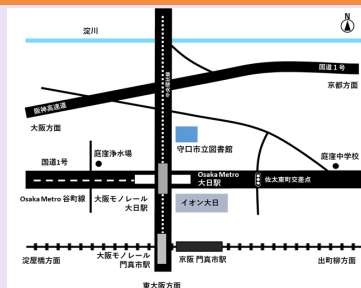 N
淀川
国道1号
中央環状線
阪神高速道
京都方面
大阪方面
守口市立図書館
庭窪浄水場
庭窪中学校
国道1号
Osaka Metro
大日駅
佐太東町交差点
Osaka Metro 谷町線
大阪モノレール
大日駅
イオン大日
大阪モノレール
門真市駅
京阪 門真市駅
淀屋橋方面
出町柳方面
東大阪方面